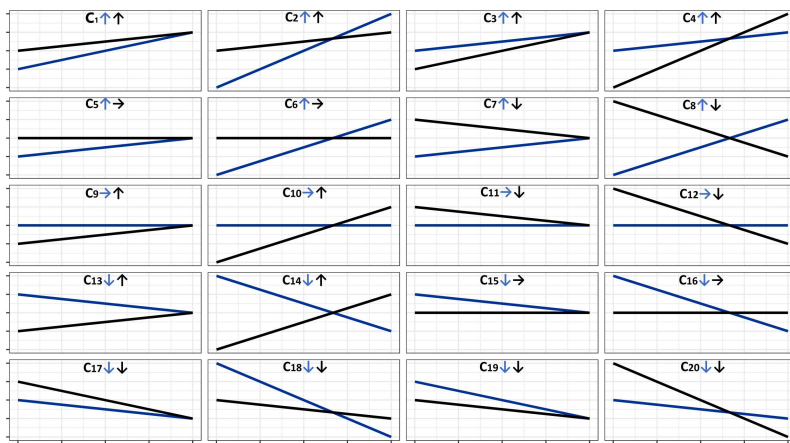 C1↑↑ C2↑↑ C3↑↑ C4↑↑
C5↑→ C6↑→ C7↑↓ C8↑↓
C9→↑ C10→↑ C11→↓ C12→↓
C13↓↑ C14↓↑ C15↓→ C16↓→
C17↓↓ C18↓↓ C19↓↓ C20↓↓